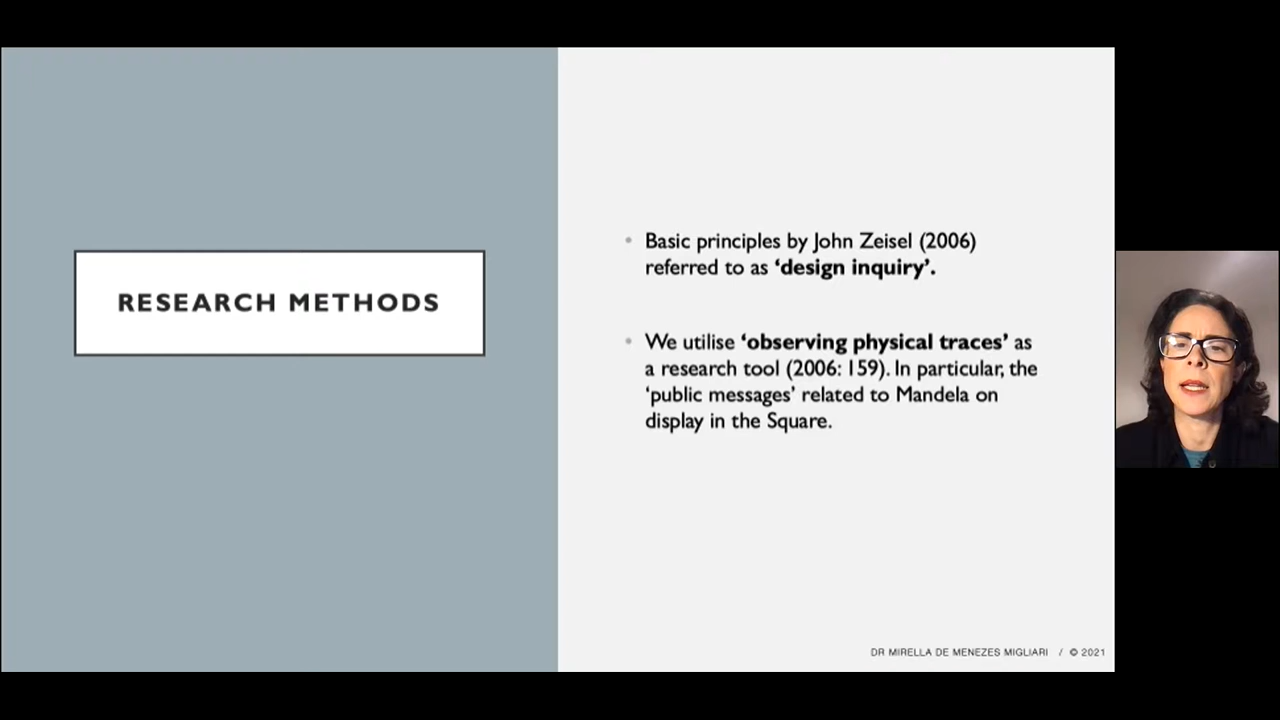 RESEARCH METHODS
• Basic principles by John Zeisel (2006)
referred to as ‘design inquiry’.
• We utilise ‘observing physical traces’ as
a research tool (2006: 159). In particular, the
‘public messages’ related to Mandela on
display in the Square.
DR MIRELLA DE MENEZES MIGLIARI / © 2021